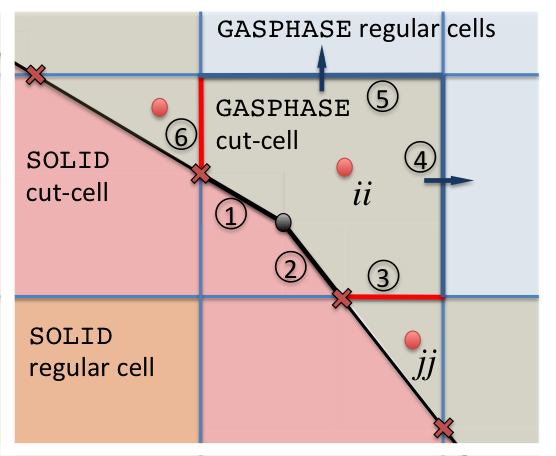 GASPHASE regular cells
GASPHASE
cut-cell
5
6
4
SOLID
cut-cell
ii
1
2
3
SOLID
regular cell
jj